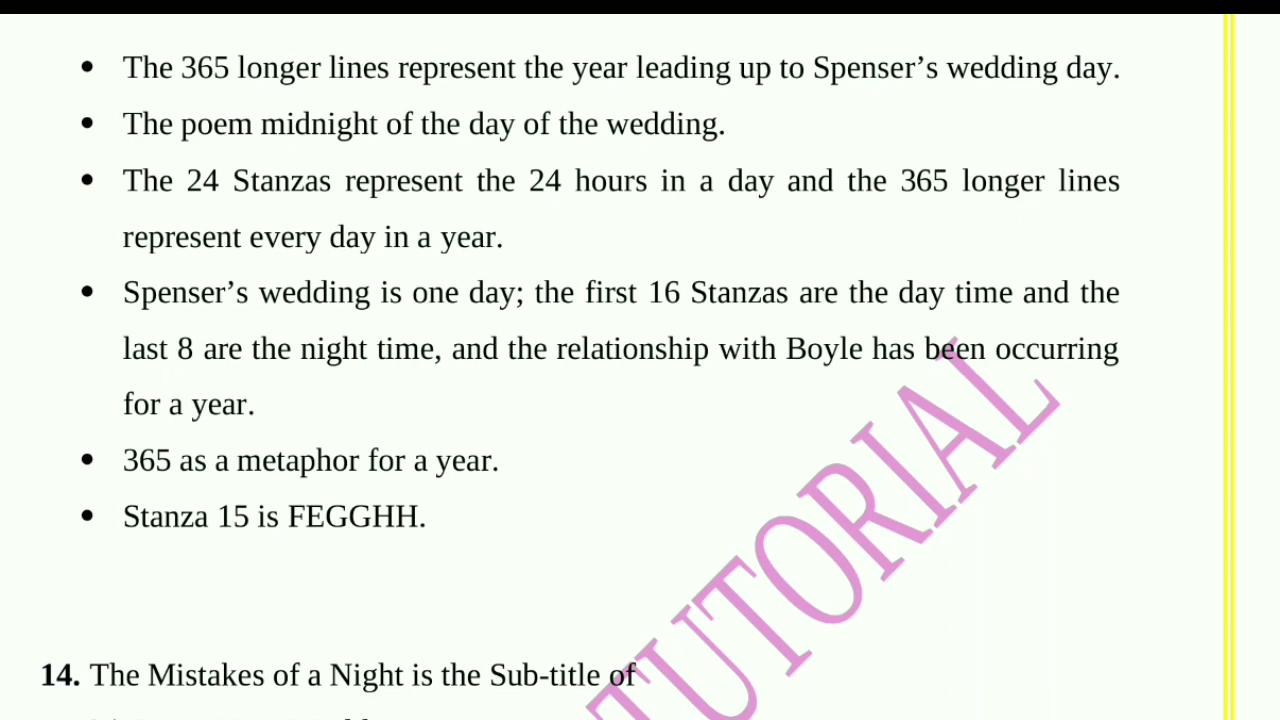 • The 365 longer lines represent the year leading up to Spenser’s wedding day.
• The poem midnight of the day of the wedding.
• The 24 Stanzas represent the 24 hours in a day and the 365 longer lines
represent every day in a year.
• Spenser’s wedding is one day; the first 16 Stanzas are the day time and the
last 8 are the night time, and the relationship with Boyle has been occurring
for a year.
• 365 as a metaphor for a year.
• Stanza 15 is FEGGHH.
TUTORIAL
14. The Mistakes of a Night is the Sub-title of